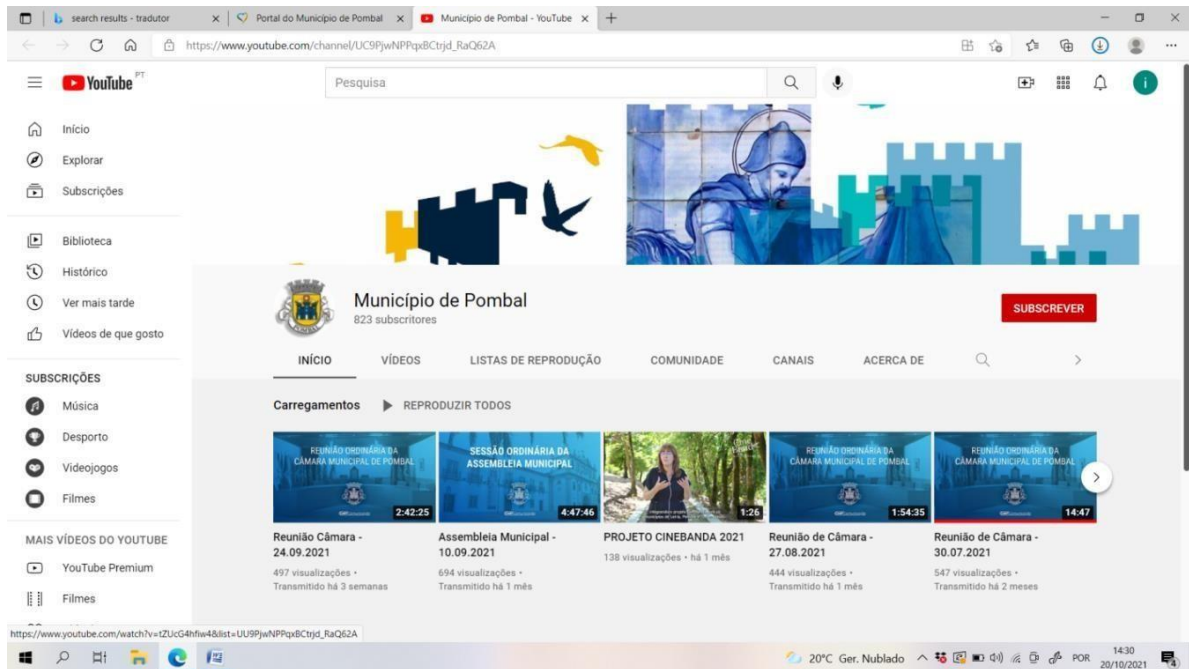 search results - tradutor
Portal do Município de Pombal
Município de Pombal - YouTube
https://www.youtube.com/channel/UC9PjwNPPqxBCtrjd_RaQ62A
YouTube PT
Pesquisa
i
Início
Explorar
Subscrições
Biblioteca
Histórico
Ver mais tarde
Vídeos de que gosto
SUBSCRIÇÕES
Música
Desporto
Videojogos
Filmes
MAIS VÍDEOS DO YOUTUBE
YouTube Premium
Filmes
POMBAL
Município de Pombal
823 subscritores
SUBSCREVER
INÍCIO VÍDEOS LISTAS DE REPRODUÇÃO COMUNIDADE CANAIS ACERCA DE
Carregamentos REPRODUZIR TODOS
REUNIÃO ORDINÁRIA DA
CÂMARA MUNICIPAL DE POMBAL
2:42:25
Reunião Câmara -
24.09.2021
497 visualizações •
Transmitido há 3 semanas
SESSÃO ORDINÁRIA DA
ASSEMBLEIA MUNICIPAL
4:47:46
Assembleia Municipal -
10.09.2021
694 visualizações •
Transmitido há 1 mês
1:26
PROJETO CINEBANDA 2021
138 visualizações • há 1 mês
REUNIÃO ORDINÁRIA DA
CÂMARA MUNICIPAL DE POMBAL
1:54:35
Reunião de Câmara -
27.08.2021
444 visualizações •
Transmitido há 1 mês
REUNIÃO ORDINÁRIA DA
CÂMARA MUNICIPAL DE POMBAL
14:47
Reunião de Câmara -
30.07.2021
547 visualizações •
Transmitido há 2 meses
https://www.youtube.com/watch?v=tZUcG4hfiw4&list=UU9PjwNPPqxBCtrjd_RaQ62A
20°C Ger. Nublado
POR
14:30
20/10/2021
4